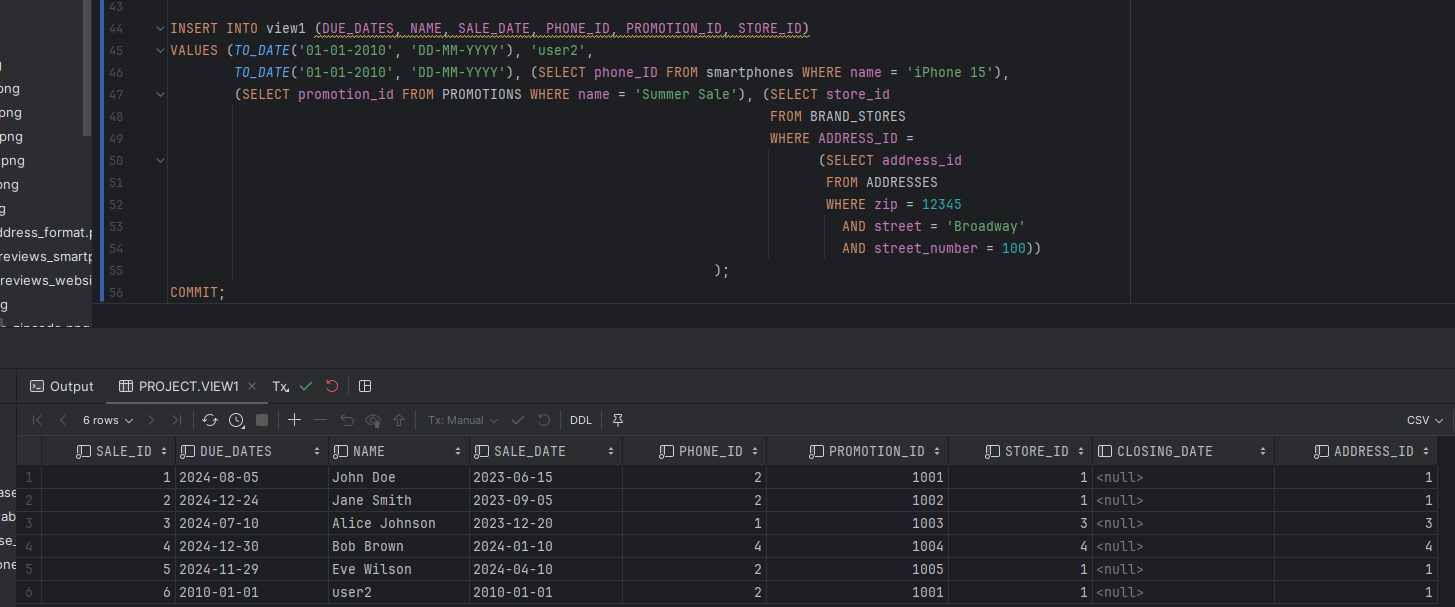 43
44 INSERT INTO view1 (DUE_DATES, NAME, SALE_DATE, PHONE_ID, PROMOTION_ID, STORE_ID)
45 VALUES (TO_DATE('01-01-2010', 'DD-MM-YYYY'), 'user2',
46 TO_DATE('01-01-2010', 'DD-MM-YYYY'), (SELECT phone_ID FROM smartphones WHERE name = 'iPhone 15'),
47 (SELECT promotion_id FROM PROMOTIONS WHERE name = 'Summer Sale'), (SELECT store_id
48 FROM BRAND_STORES
49 WHERE ADDRESS_ID =
50 (SELECT address_id
51 FROM ADDRESSES
52 WHERE zip = 12345
53 AND street = 'Broadway'
54 AND street_number = 100))
55 );
56 COMMIT;
png
png
png
png
png
ddress_format.p
reviews_smartp
reviews_websi
Output PROJECT.VIEW1 Tx
6 rows Tx: Manual DDL CSV
SALE_ID DUE_DATES NAME SALE_DATE PHONE_ID PROMOTION_ID STORE_ID CLOSING_DATE ADDRESS_ID
1 1 2024-08-05 John Doe 2023-06-15 2 1001 1 <null> 1
2 2 2024-12-24 Jane Smith 2023-09-05 2 1002 1 <null> 1
3 3 2024-07-10 Alice Johnson 2023-12-20 1 1003 3 <null> 3
4 4 2024-12-30 Bob Brown 2024-01-10 4 1004 4 <null> 4
5 5 2024-11-29 Eve Wilson 2024-04-10 2 1005 1 <null> 1
6 6 2010-01-01 user2 2010-01-01 2 1001 1 <null> 1